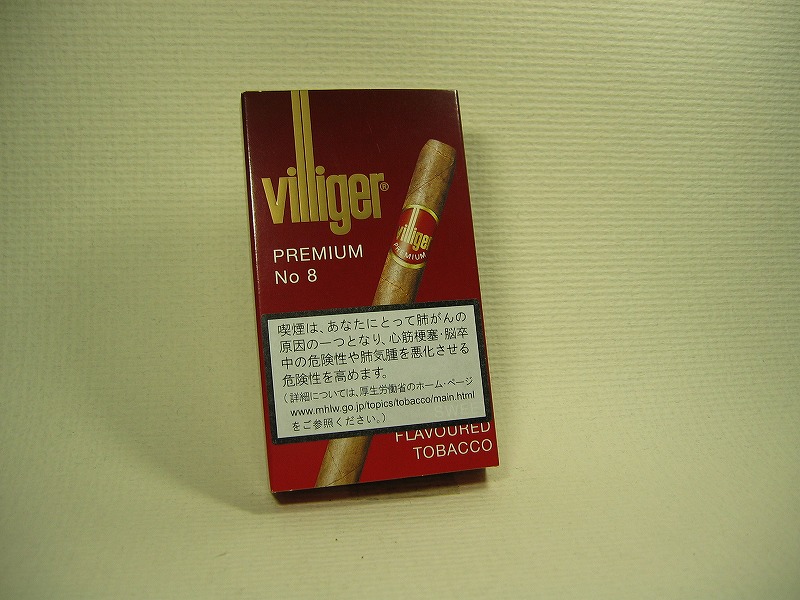 villiger®
PREMIUM
No 8
villiger
PREMIUM
喫煙は、あなたにとって肺がんの
原因の一つとなり、心筋梗塞・脳卒
中の危険性や肺気腫を悪化させる
危険性を高めます。
(詳細については、厚生労働省のホーム・ページ
www.mhlw.go.jp/topics/tobacco/main.html
をご参照ください。)
FLAVOURED
TOBACCO